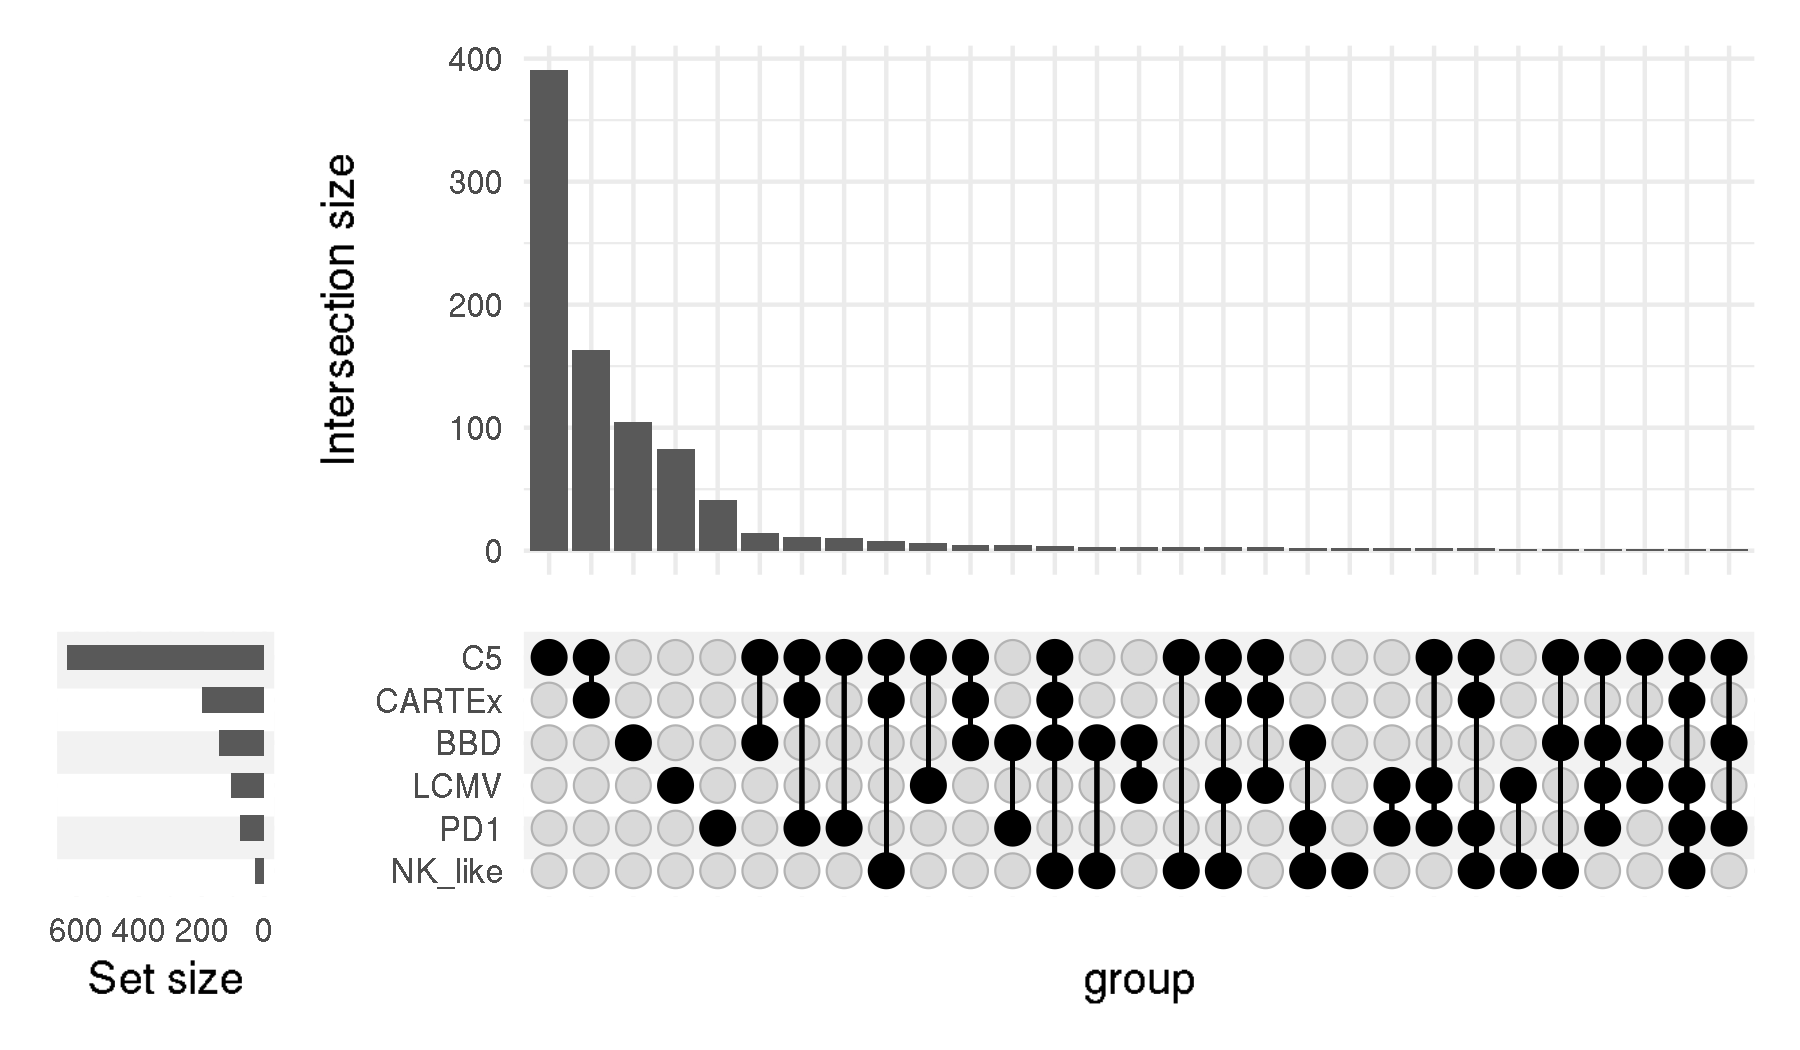 400
300
200
100
0
Intersection size
C5
CARTEx
BBD
LCMV
PD1
NK_like
600 400 200 0
Set size
group